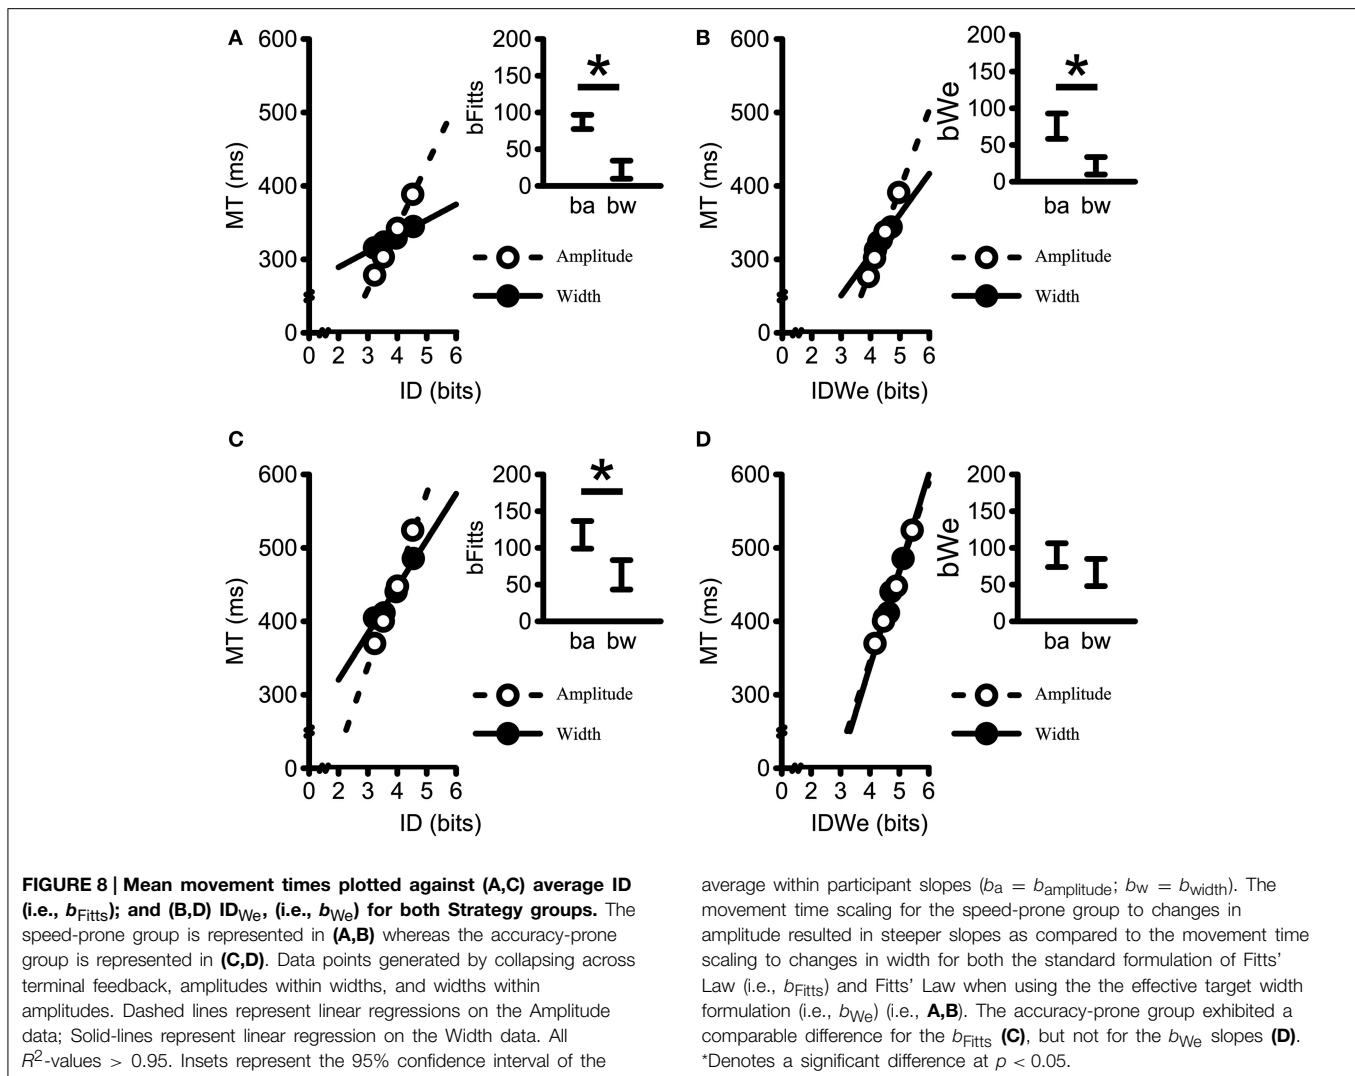 A
600
500
400
300
0
MT (ms)
0 2 3 4 5 6
ID (bits)
200
150
100
50
0
bFitts
*
ba bw
Amplitude
Width
B
600
500
400
300
0
MT (ms)
0 2 3 4 5 6
IDWe (bits)
200
150
100
50
0
bWe
*
ba bw
Amplitude
Width
C
600
500
400
300
0
MT (ms)
0 2 3 4 5 6
ID (bits)
200
150
100
50
0
bFitts
*
ba bw
Amplitude
Width
D
600
500
400
300
0
MT (ms)
0 2 3 4 5 6
IDWe (bits)
200
150
100
50
0
bWe
ba bw
Amplitude
Width
FIGURE 8 | Mean movement times plotted against (A,C) average ID
(i.e., bFitts); and (B,D) IDWe, (i.e., bWe) for both Strategy groups. The
speed-prone group is represented in (A,B) whereas the accuracy-prone
group is represented in (C,D). Data points generated by collapsing across
terminal feedback, amplitudes within widths, and widths within
amplitudes. Dashed lines represent linear regressions on the Amplitude
data; Solid-lines represent linear regression on the Width data. All
R²-values > 0.95. Insets represent the 95% confidence interval of the
average within participant slopes (ba = bamplitude; bw = bwidth). The
movement time scaling for the speed-prone group to changes in
amplitude resulted in steeper slopes as compared to the movement time
scaling to changes in width for both the standard formulation of Fitts'
Law (i.e., bFitts) and Fitts' Law when using the the effective target width
formulation (i.e., bWe) (i.e., A,B). The accuracy-prone group exhibited a
comparable difference for the bFitts (C), but not for the bWe slopes (D).
*Denotes a significant difference at p < 0.05.